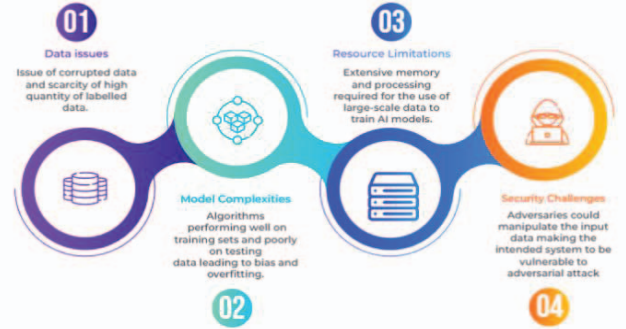 01
Data issues
Issue of corrupted data
and scarcity of high
quantity of labelled
data.
Model Complexities
Algorithms
performing well on
training sets and poorly
on testing
data leading to bias and
overfitting.
02
03
Resource Limitations
Extensive memory
and processing
required for the use of
large-scale data to
train AI models.
Security Challenges
Adversaries could
manipulate the input
data making the
intended system to be
vulnerable to
adversarial attack
04